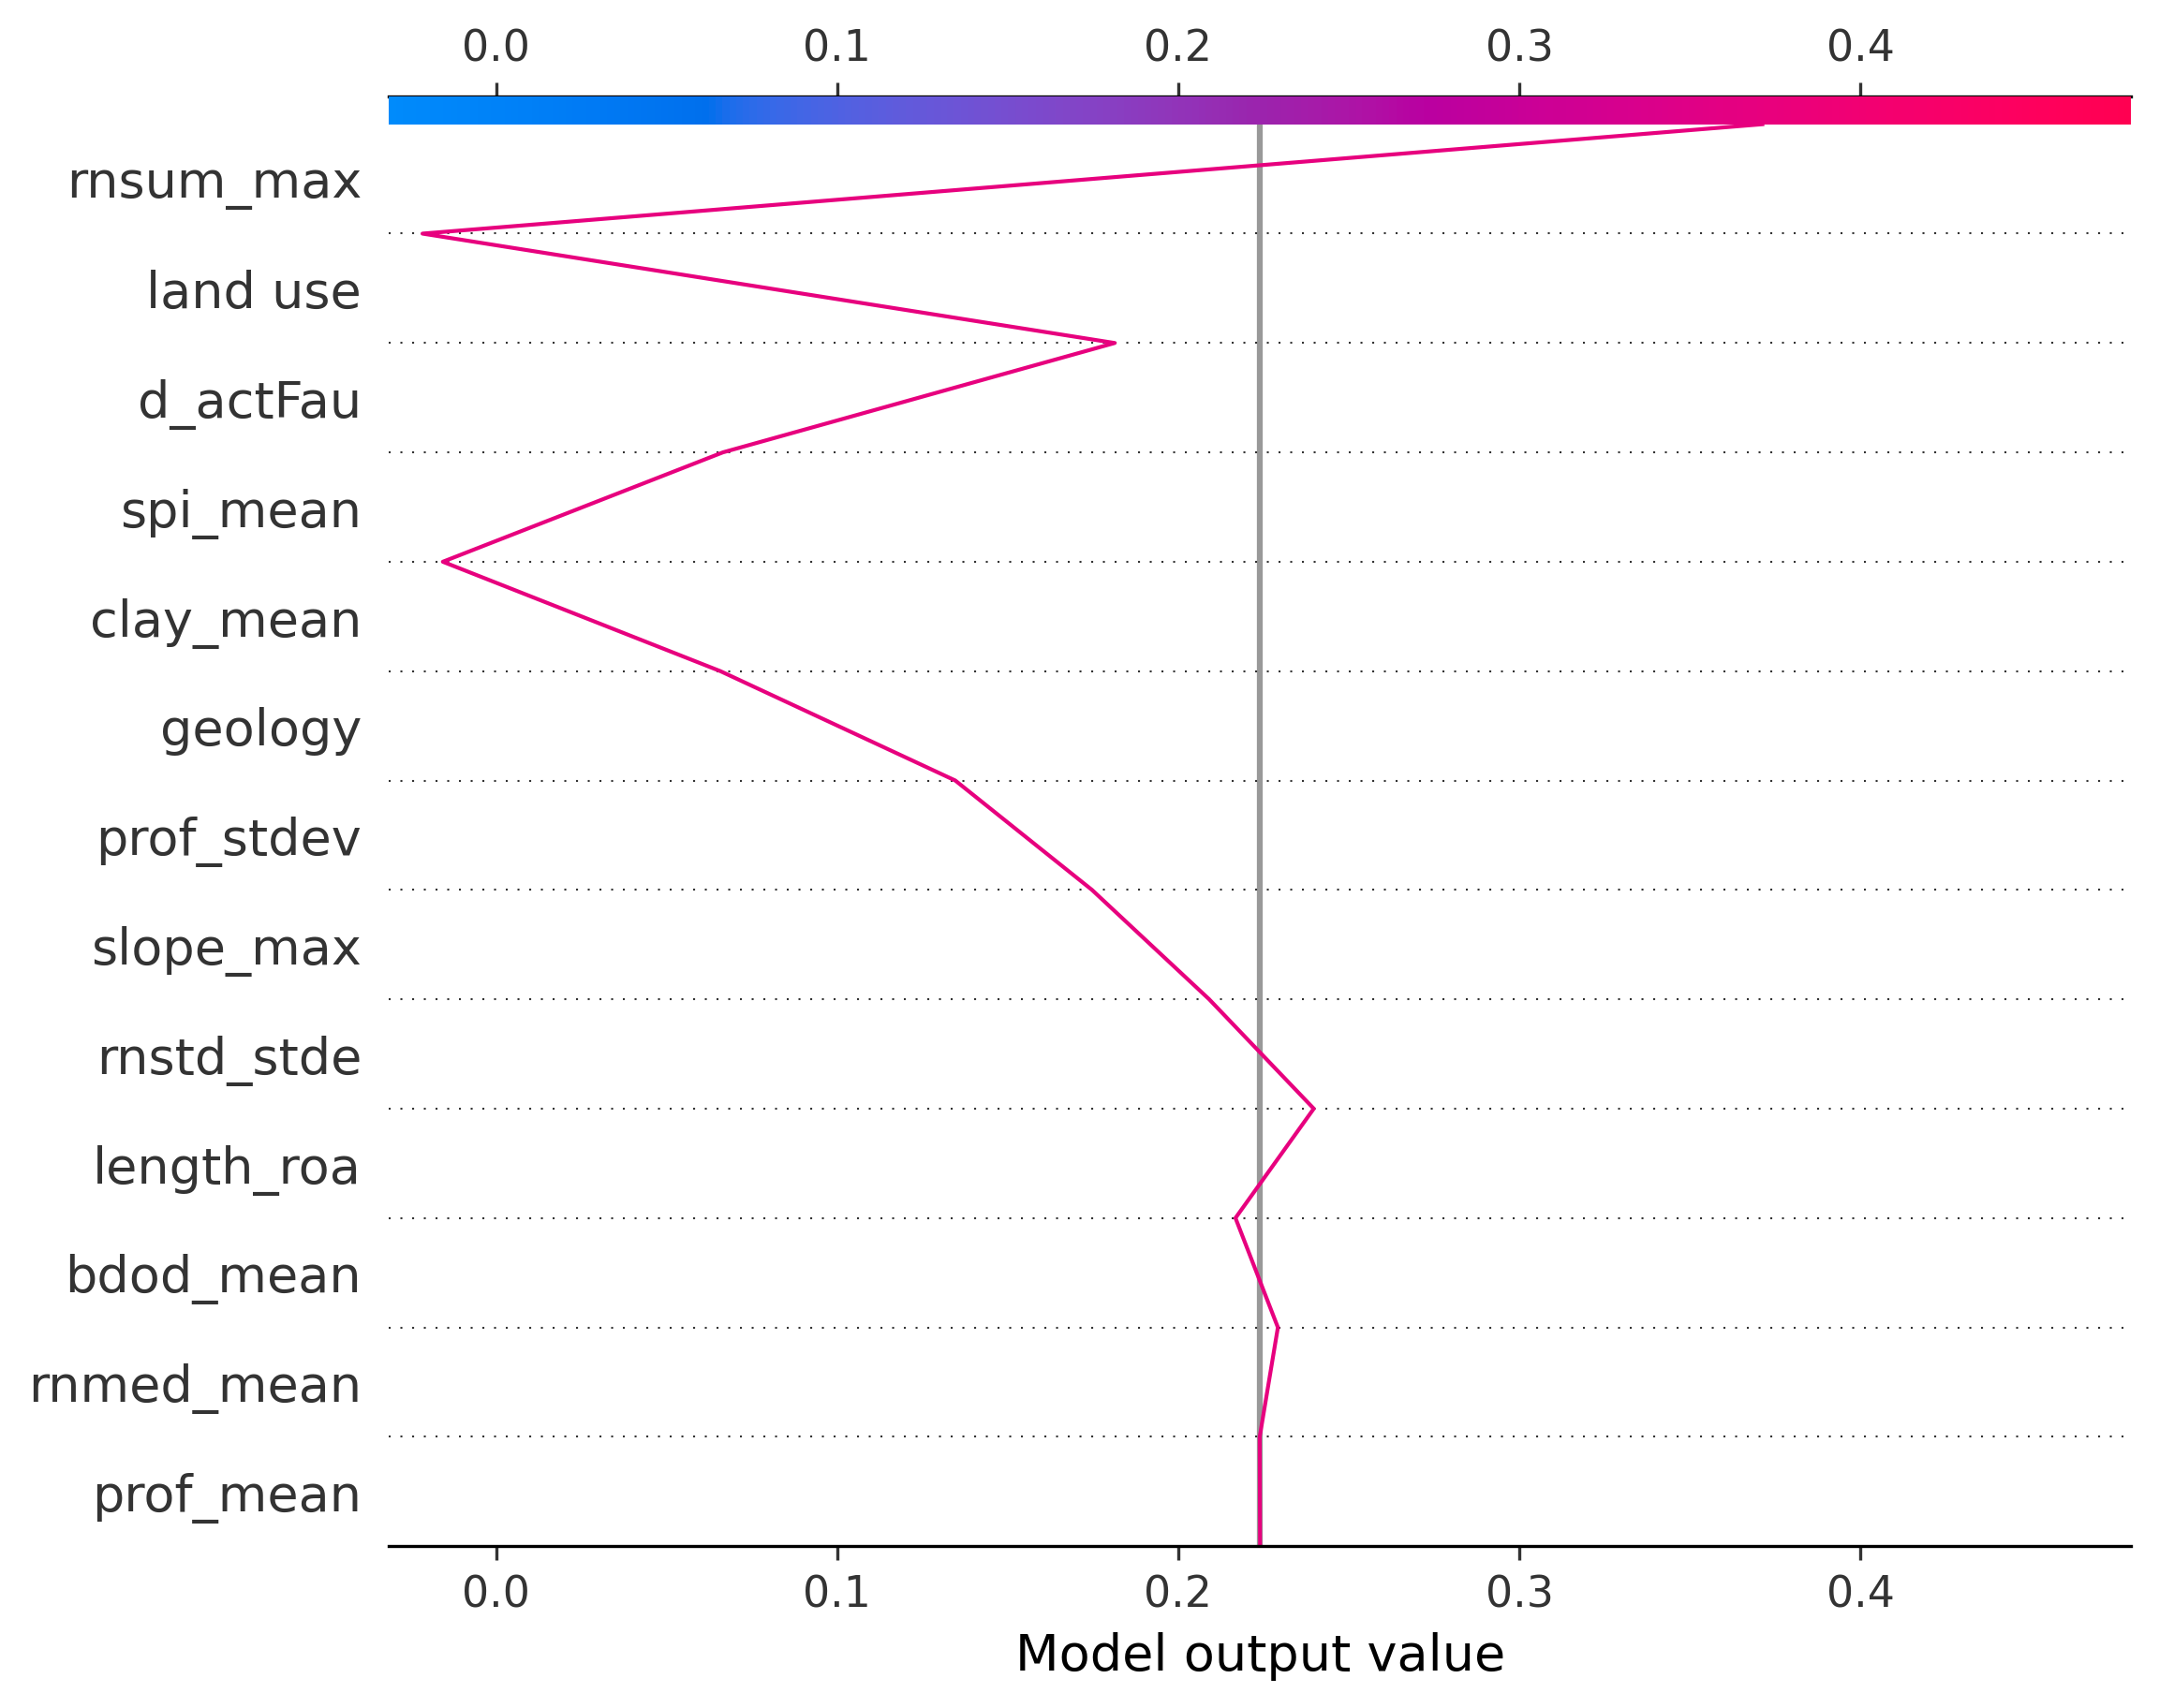 0.0 0.1 0.2 0.3 0.4
rnsum_max
land use
d_actFau
spi_mean
clay_mean
geology
prof_stdev
slope_max
rnstd_stde
length_roa
bdod_mean
rnmed_mean
prof_mean
0.0 0.1 0.2 0.3 0.4
Model output value